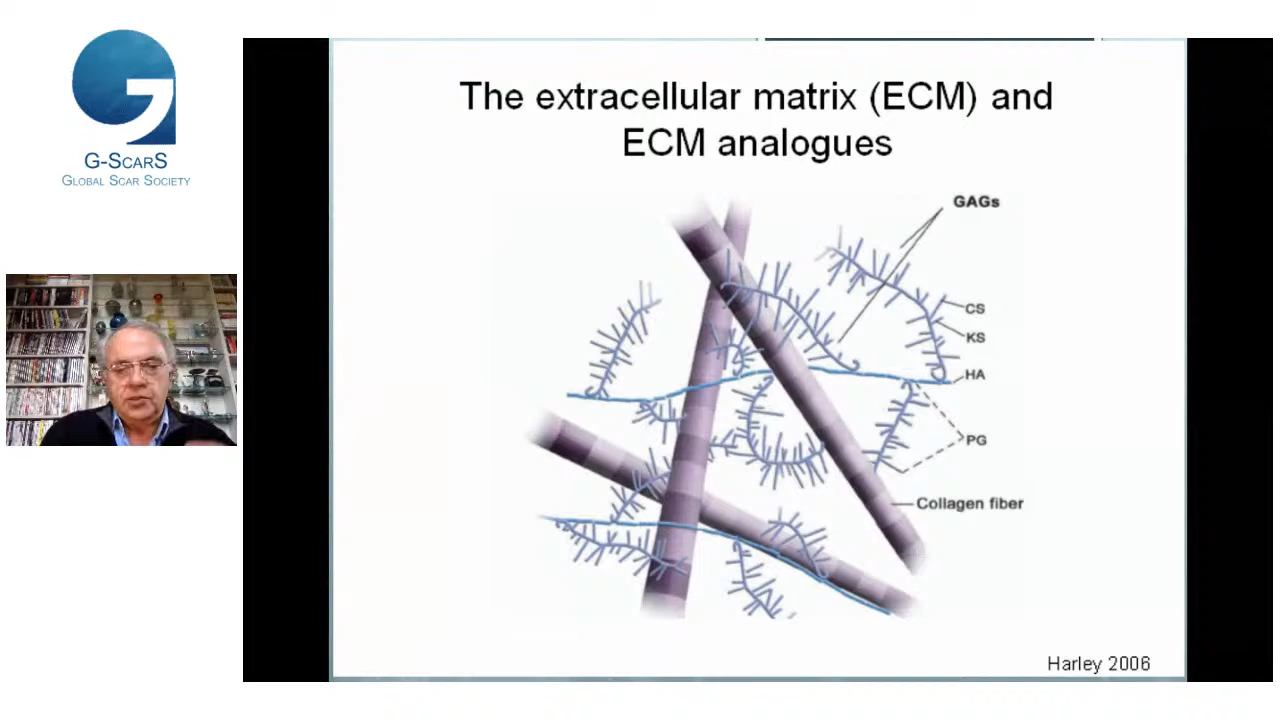 G-SCARS
GLOBAL SCAR SOCIETY
The extracellular matrix (ECM) and
ECM analogues
GAGs
CS
KS
HA
PG
Collagen fiber
Harley 2006